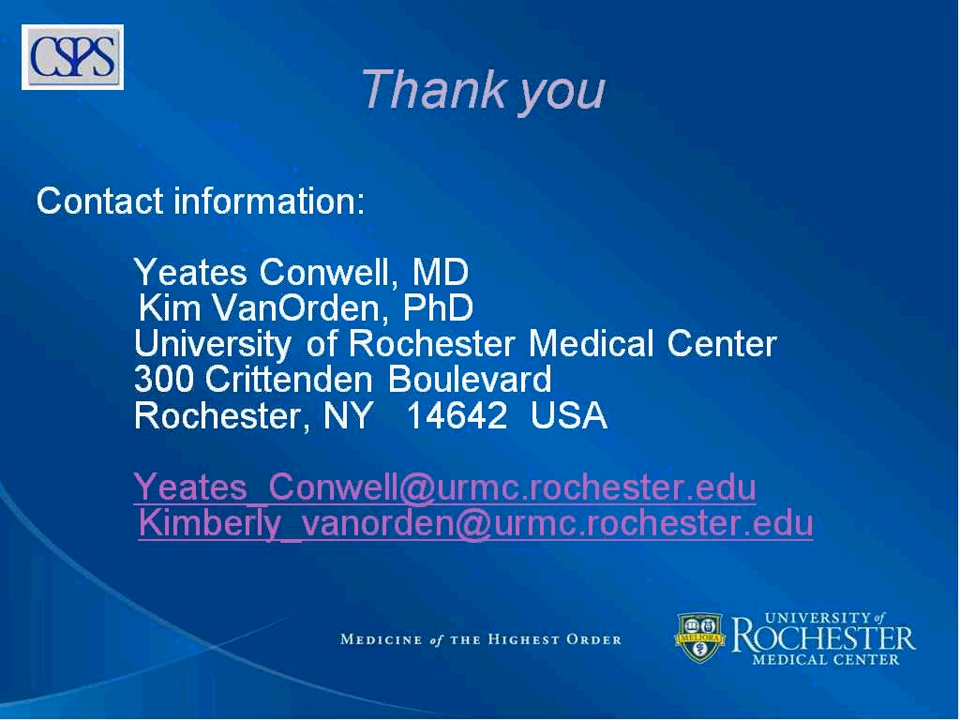 CSPS
Thank you
Contact information:
Yeates Conwell, MD
Kim VanOrden, PhD
University of Rochester Medical Center
300 Crittenden Boulevard
Rochester, NY 14642 USA
Yeates_Conwell@urmc.rochester.edu
Kimberly_vanorden@urmc.rochester.edu
MEDICINE of THE HIGHEST ORDER
MELIORA
UNIVERSITY of
ROCHESTER
MEDICAL CENTER